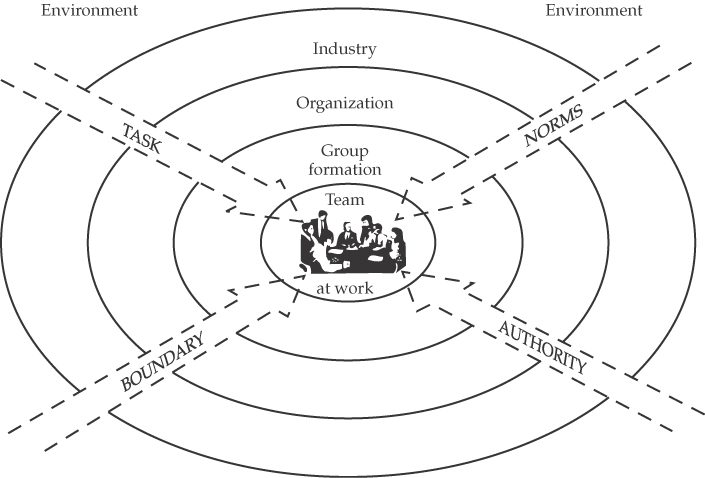 Environment
Environment
Industry
Organization
TASK
NORMS
Group
formation
Team
at work
BOUNDARY
AUTHORITY